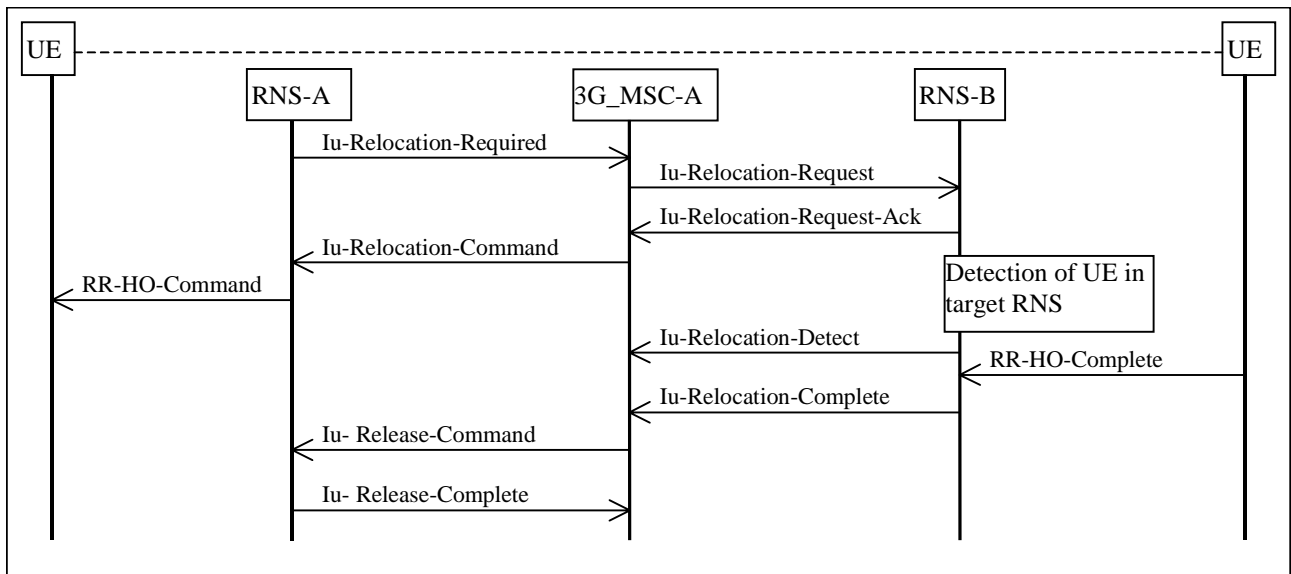 UE
UE
RNS-A
3G_MSC-A
RNS-B
Iu-Relocation-Required
Iu-Relocation-Request
Iu-Relocation-Request-Ack
Iu-Relocation-Command
RR-HO-Command
Detection of UE in
target RNS
Iu-Relocation-Detect
RR-HO-Complete
Iu-Relocation-Complete
Iu- Release-Command
Iu- Release-Complete